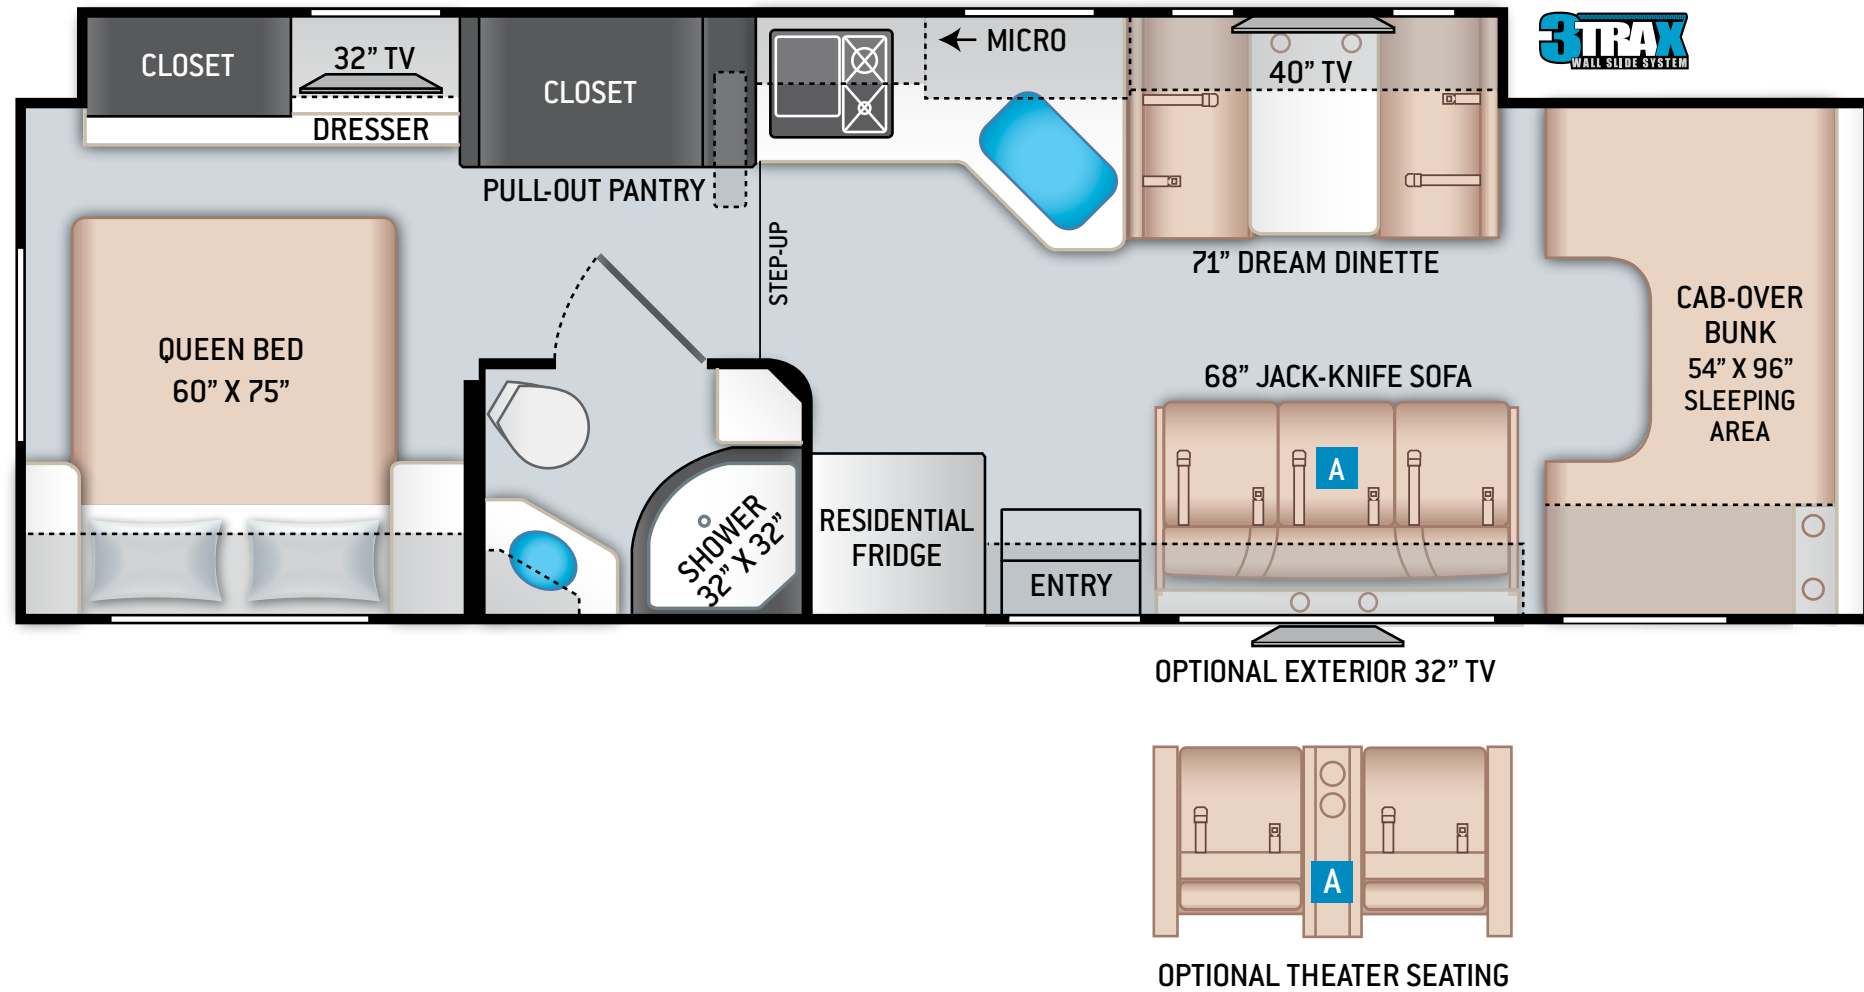 3TRAX
WALL SLIDE SYSTEM
CLOSET
32” TV
DRESSER
CLOSET
PULL-OUT PANTRY
MICRO
40” TV
STEP-UP
71” DREAM DINETTE
QUEEN BED
60” X 75”
CAB-OVER
BUNK
54” X 96”
SLEEPING
AREA
68” JACK-KNIFE SOFA
A
SHOWER
32” X 32”
RESIDENTIAL
FRIDGE
ENTRY
OPTIONAL EXTERIOR 32” TV
A
OPTIONAL THEATER SEATING